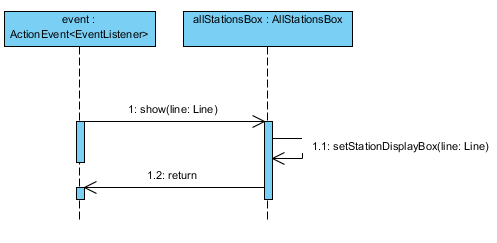 event :
ActionEvent<EventListener>
allStationsBox : AllStationsBox
1: show(line: Line)
1.1: setStationDisplayBox(line: Line)
1.2: return